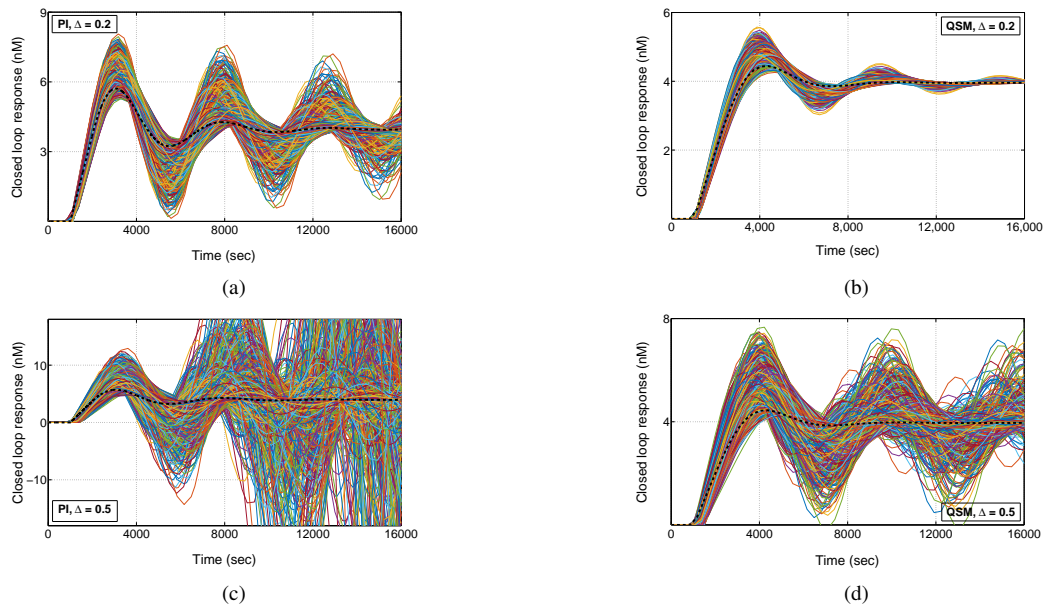 9
6
3
PI, Δ = 0.2
Closed loop response (nM)
0 4000 8000 12000 16000
Time (sec)
(a)
6
4
2
QSM, Δ = 0.2
Closed loop response (nM)
0 4,000 8,000 12,000 16,000
Time (sec)
(b)
10
0
−10
PI, Δ = 0.5
Closed loop response (nM)
0 4000 8000 12000 16000
Time (sec)
(c)
8
4
QSM, Δ = 0.5
Closed loop response (nM)
0 4000 8000 12000 16000
Time (sec)
(d)